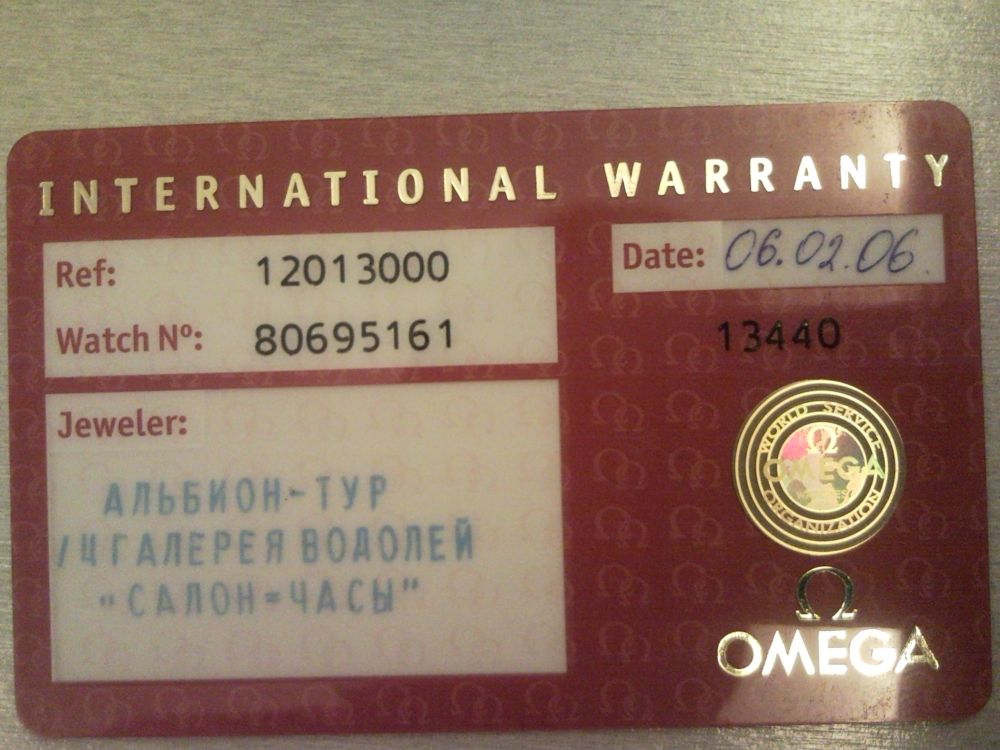 INTERNATIONAL WARRANTY
Ref: 12013000
Date: 06.02.06.
Watch Nº: 80695161
13440
Jeweler:
АЛЬБИОН-ТУР
/ЧГАЛЕРЕЯ ВОДОЛЕЙ
"САЛОН=ЧАСЫ"
WORLD SERVICE
Ω
OMEGA
ORGANIZATION
Ω
OMEGA